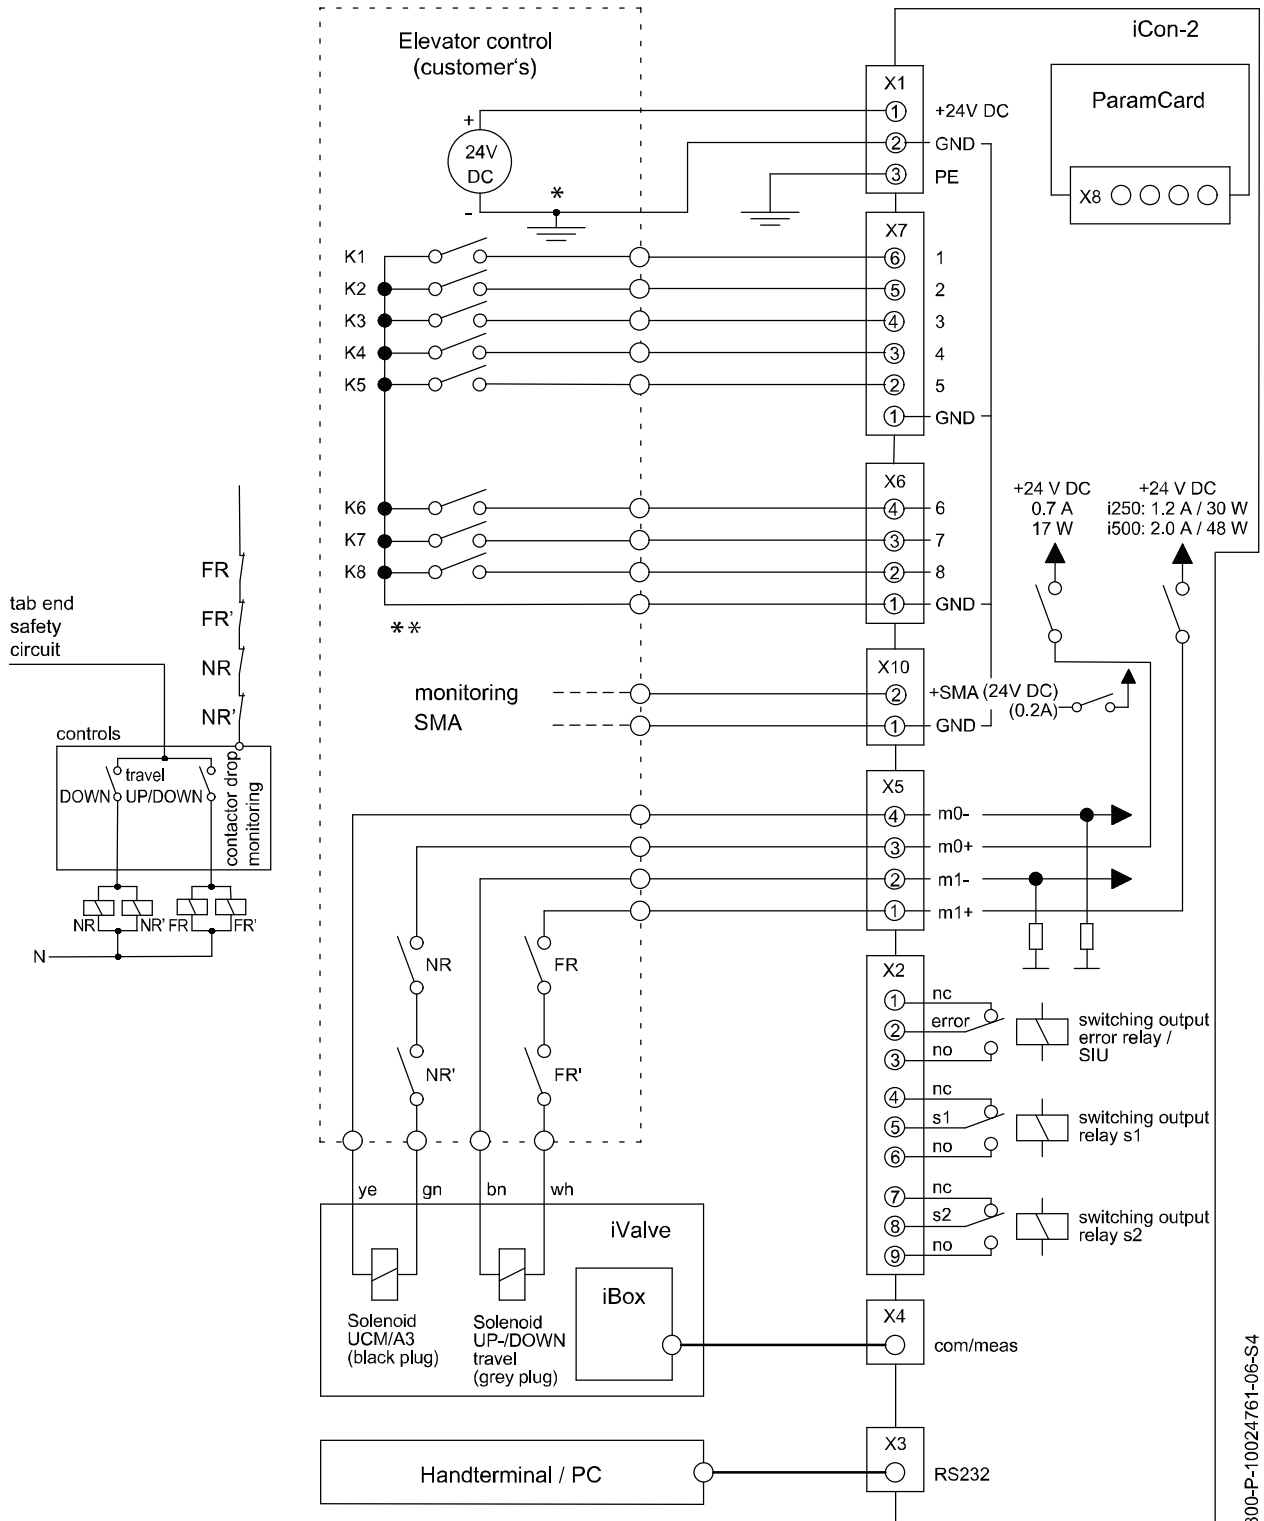 Elevator control
(customer's)
iCon-2
ParamCard
X8
X1
1 +24V DC
2 GND
3 PE
+
24V
DC
-
*
X7
K1 6 1
K2 5 2
K3 4 3
K4 3 4
K5 2 5
1 GND
X6
K6 4 6
K7 3 7
K8 2 8
1 GND
**
+24 V DC
0.7 A
17 W
+24 V DC
i250: 1.2 A / 30 W
i500: 2.0 A / 48 W
X10
monitoring
SMA
2 +SMA (24V DC)
(0.2A)
1 GND
tab end
safety
circuit
FR
FR'
NR
NR'
controls
travel
DOWN UP/DOWN
contactor drop
monitoring
NR NR' FR FR'
N
X5
4 m0-
3 m0+
2 m1-
1 m1+
NR FR
NR' FR'
X2
1 nc
2 error
3 no
switching output
error relay /
SIU
4 nc
5 s1
6 no
switching output
relay s1
7 nc
8 s2
9 no
switching output
relay s2
ye gn bn wh
iValve
iBox
Solenoid
UCM/A3
(black plug)
Solenoid
UP-/DOWN
travel
(grey plug)
X4
com/meas
X3
RS232
Handterminal / PC